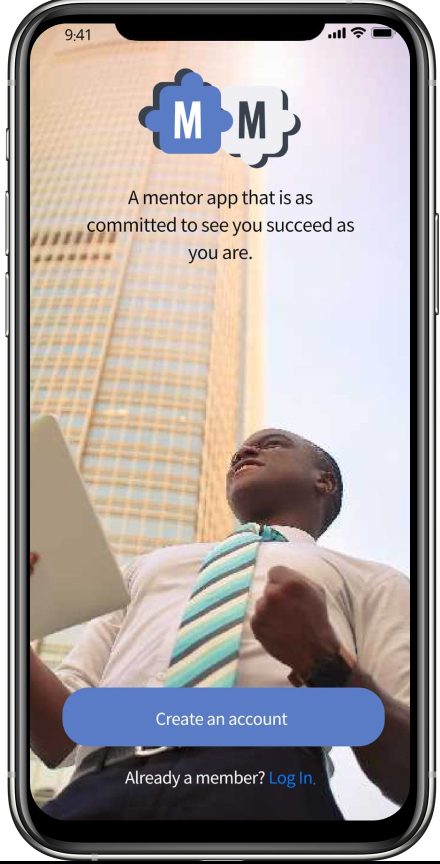 9:41
M M
A mentor app that is as
committed to see you succeed as
you are.
Create an account
Already a member? Log In.